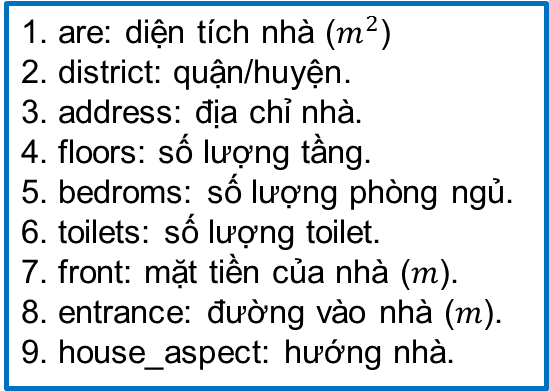 1. are: diện tích nhà (m²)
2. district: quận/huyện.
3. address: địa chỉ nhà.
4. floors: số lượng tầng.
5. bedroms: số lượng phòng ngủ.
6. toilets: số lượng toilet.
7. front: mặt tiền của nhà (m).
8. entrance: đường vào nhà (m).
9. house_aspect: hướng nhà.